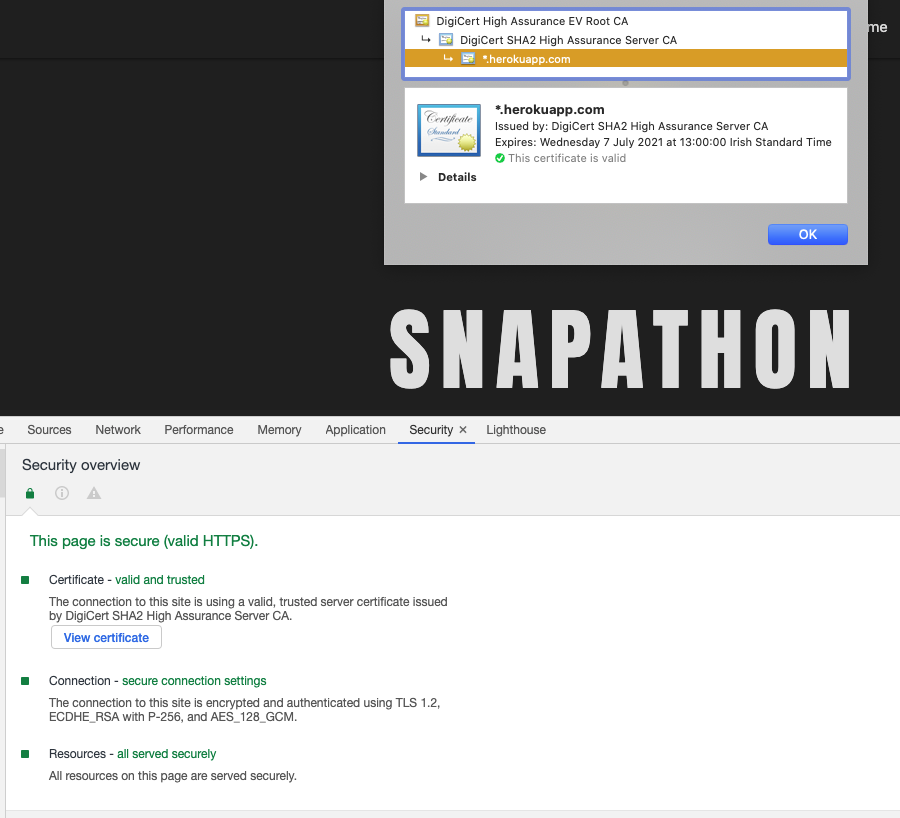 me
DigiCert High Assurance EV Root CA
DigiCert SHA2 High Assurance Server CA
*.herokuapp.com
Certificate
Standard
*.herokuapp.com
Issued by: DigiCert SHA2 High Assurance Server CA
Expires: Wednesday 7 July 2021 at 13:00:00 Irish Standard Time
This certificate is valid
Details
OK
SNAPATHON
e Sources Network Performance Memory Application Security × Lighthouse
Security overview
This page is secure (valid HTTPS).
Certificate - valid and trusted
The connection to this site is using a valid, trusted server certificate issued
by DigiCert SHA2 High Assurance Server CA.
View certificate
Connection - secure connection settings
The connection to this site is encrypted and authenticated using TLS 1.2,
ECDHE_RSA with P-256, and AES_128_GCM.
Resources - all served securely
All resources on this page are served securely.